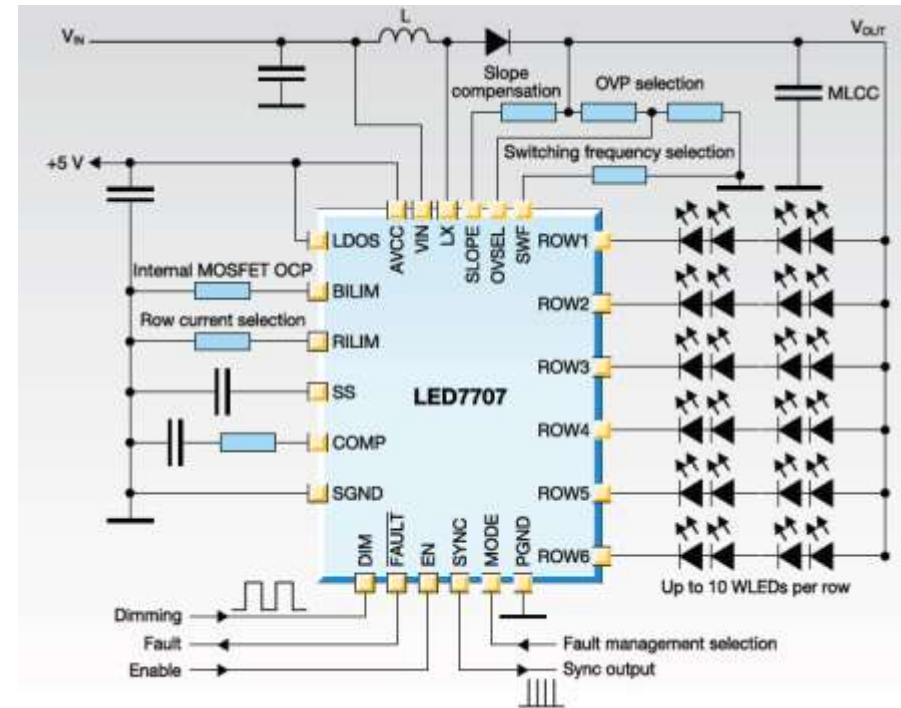 L
VIN
VOUT
Slope
compensation
OVP selection
MLCC
Switching frequency selection
+5 V
AVCC
VIN
LX
SLOPE
OVSEL
SWF
LDOS
ROW1
Internal MOSFET OCP
BILIM
ROW2
Row current selection
RILIM
ROW3
SS
LED7707
COMP
ROW4
SGND
ROW5
DIM
FAULT
EN
SYNC
MODE
PGND
ROW6
Up to 10 WLEDs per row
Dimming
Fault
Fault management selection
Enable
Sync output